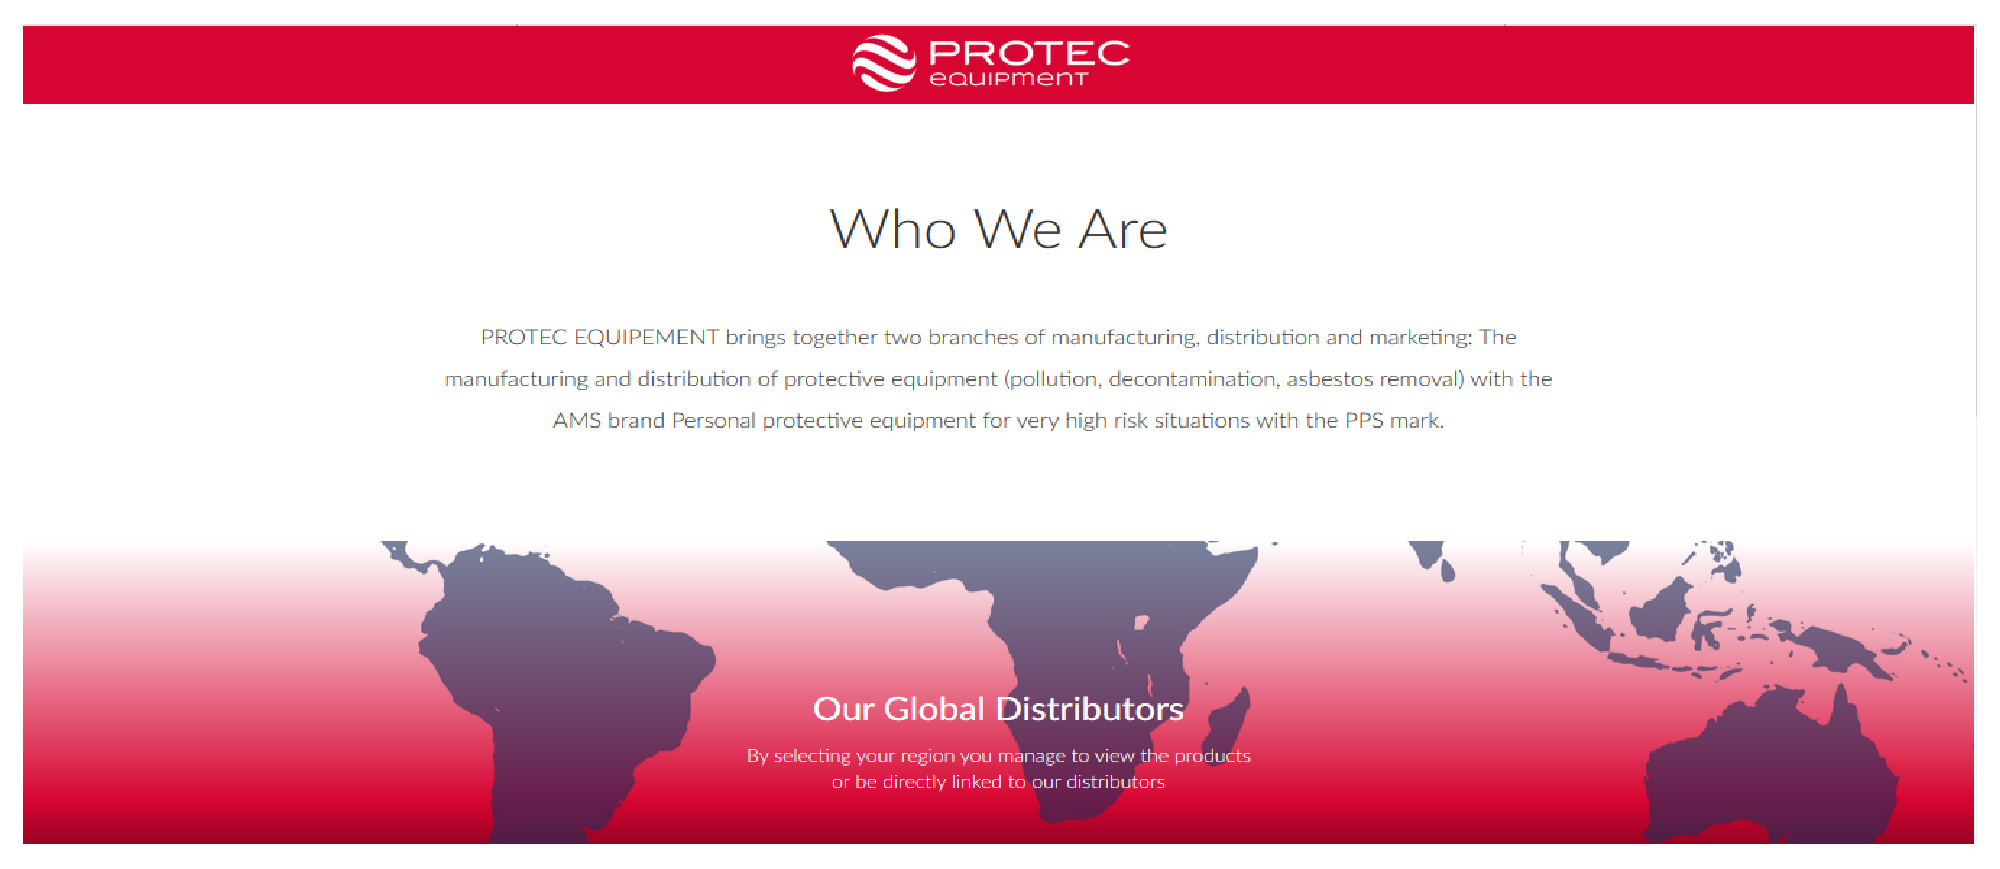 PROTEC
equipment
Who We Are
PROTEC EQUIPEMENT brings together two branches of manufacturing, distribution and marketing: The
manufacturing and distribution of protective equipment (pollution, decontamination, asbestos removal) with the
AMS brand Personal protective equipment for very high risk situations with the PPS mark.
Our Global Distributors
By selecting your region you manage to view the products
or be directly linked to our distributors